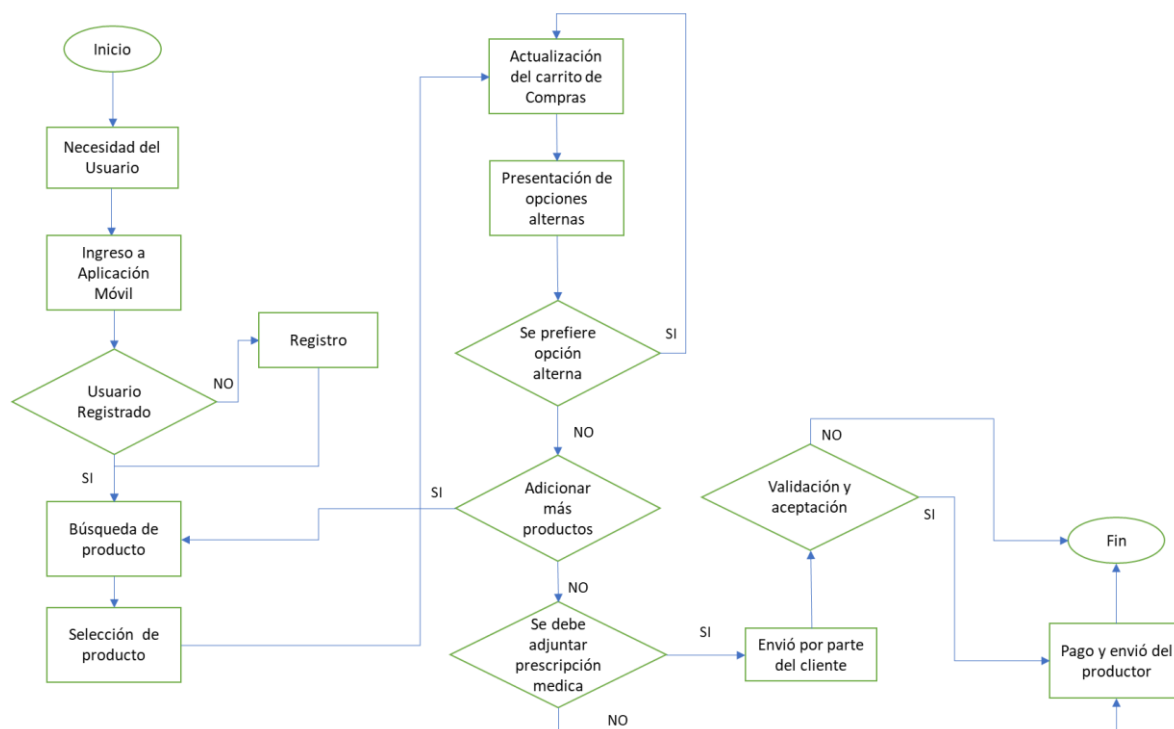 Inicio
Necesidad del
Usuario
Ingreso a
Aplicación
Móvil
Usuario
Registrado
NO
Registro
SI
Búsqueda de
producto
Selección de
producto
Actualización
del carrito de
Compras
Presentación de
opciones
alternas
Se prefiere
opción
alterna
SI
NO
Adicionar
más
productos
SI
NO
Se debe
adjuntar
prescripción
medica
SI
NO
Envió por parte
del cliente
Validación y
aceptación
NO
SI
Pago y envió del
productor
Fin